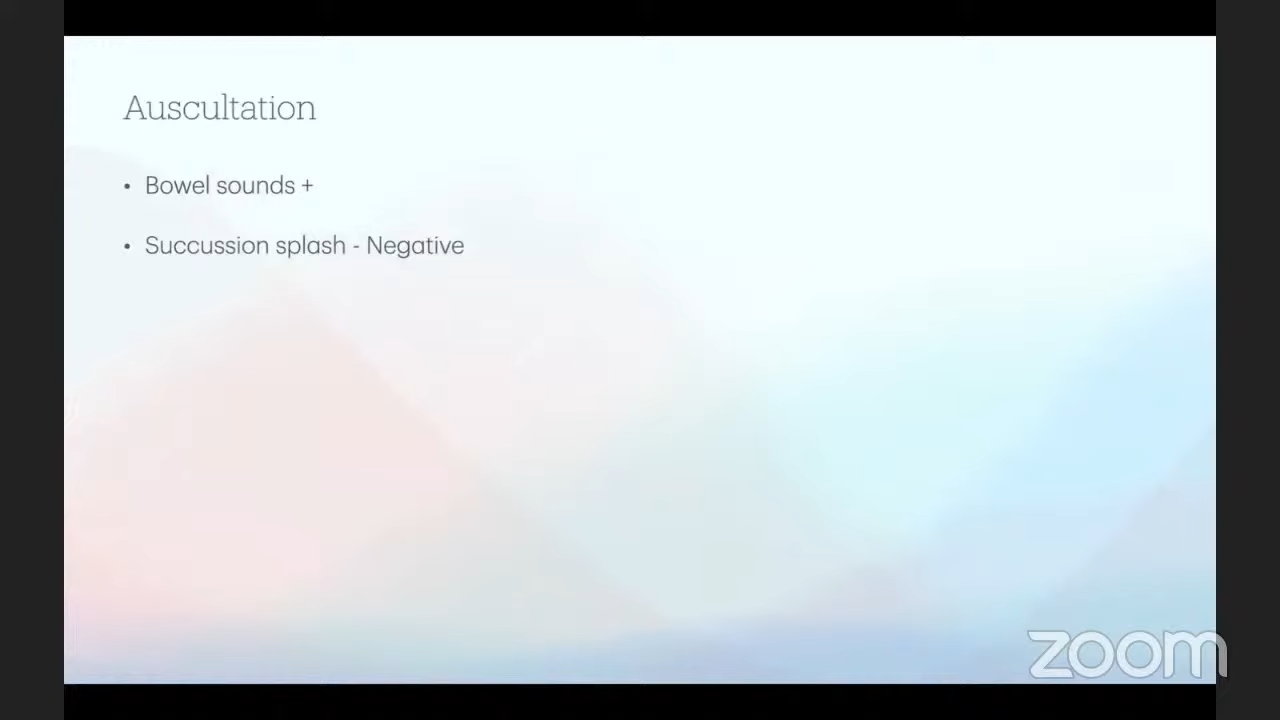 Auscultation
• Bowel sounds +
• Succussion splash - Negative
zoom